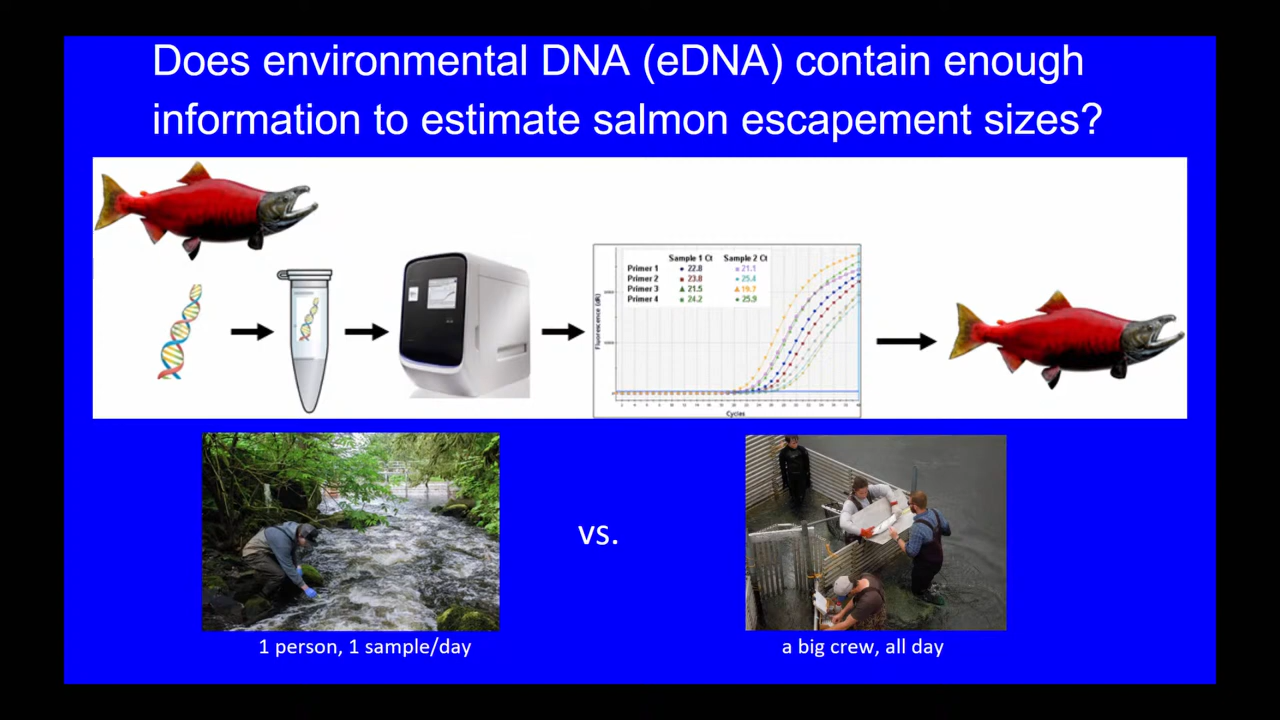 Does environmental DNA (eDNA) contain enough
information to estimate salmon escapement sizes?
Sample 1 Ct Sample 2 Ct
Primer 1 22.8 21.1
Primer 2 23.8 25.4
Primer 3 21.5 19.7
Primer 4 24.2 25.9
Fluorescence (dR)
Cycles
vs.
1 person, 1 sample/day
a big crew, all day